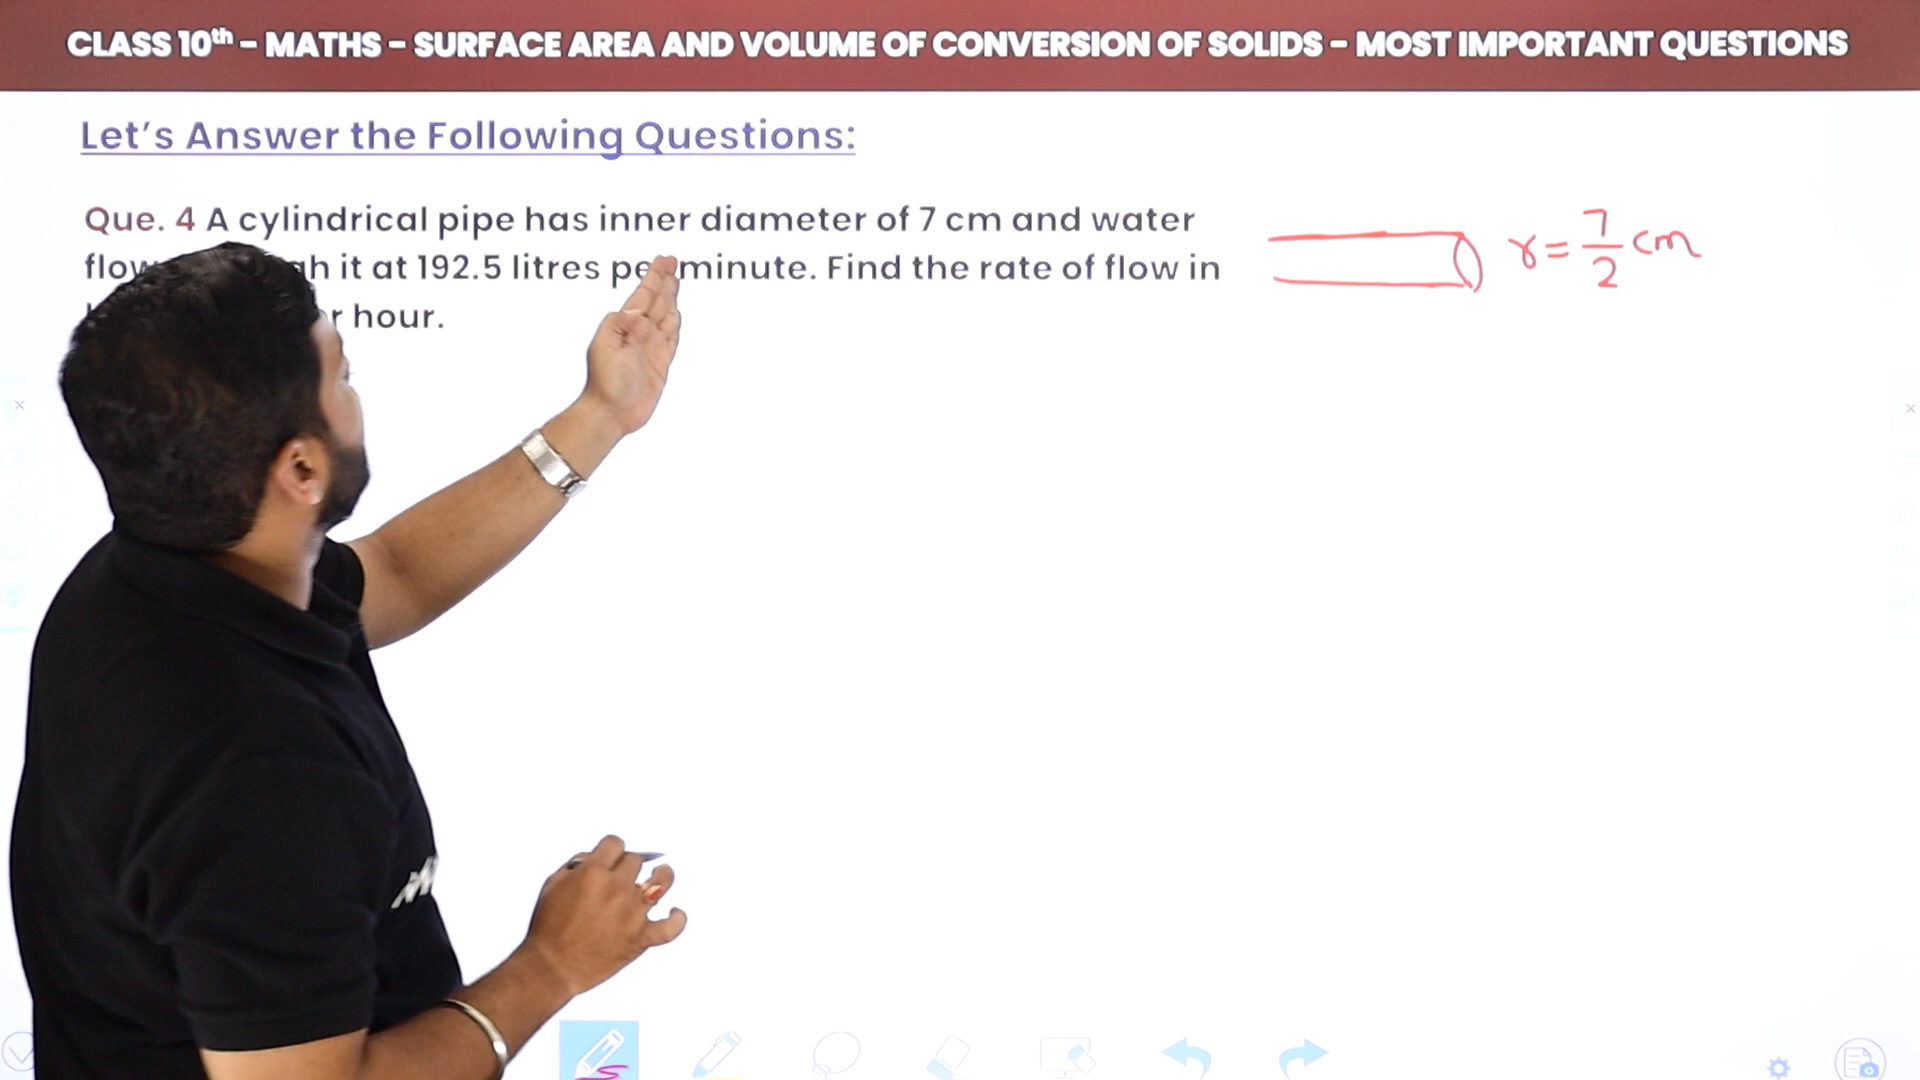 CLASS 10th - MATHS - SURFACE AREA AND VOLUME OF CONVERSION OF SOLIDS - MOST IMPORTANT QUESTIONS
Let's Answer the Following Questions:
Que. 4 A cylindrical pipe has inner diameter of 7 cm and water
it at 192.5 litres minute. Find the rate of flow in
hour.
r = 7/2 cm